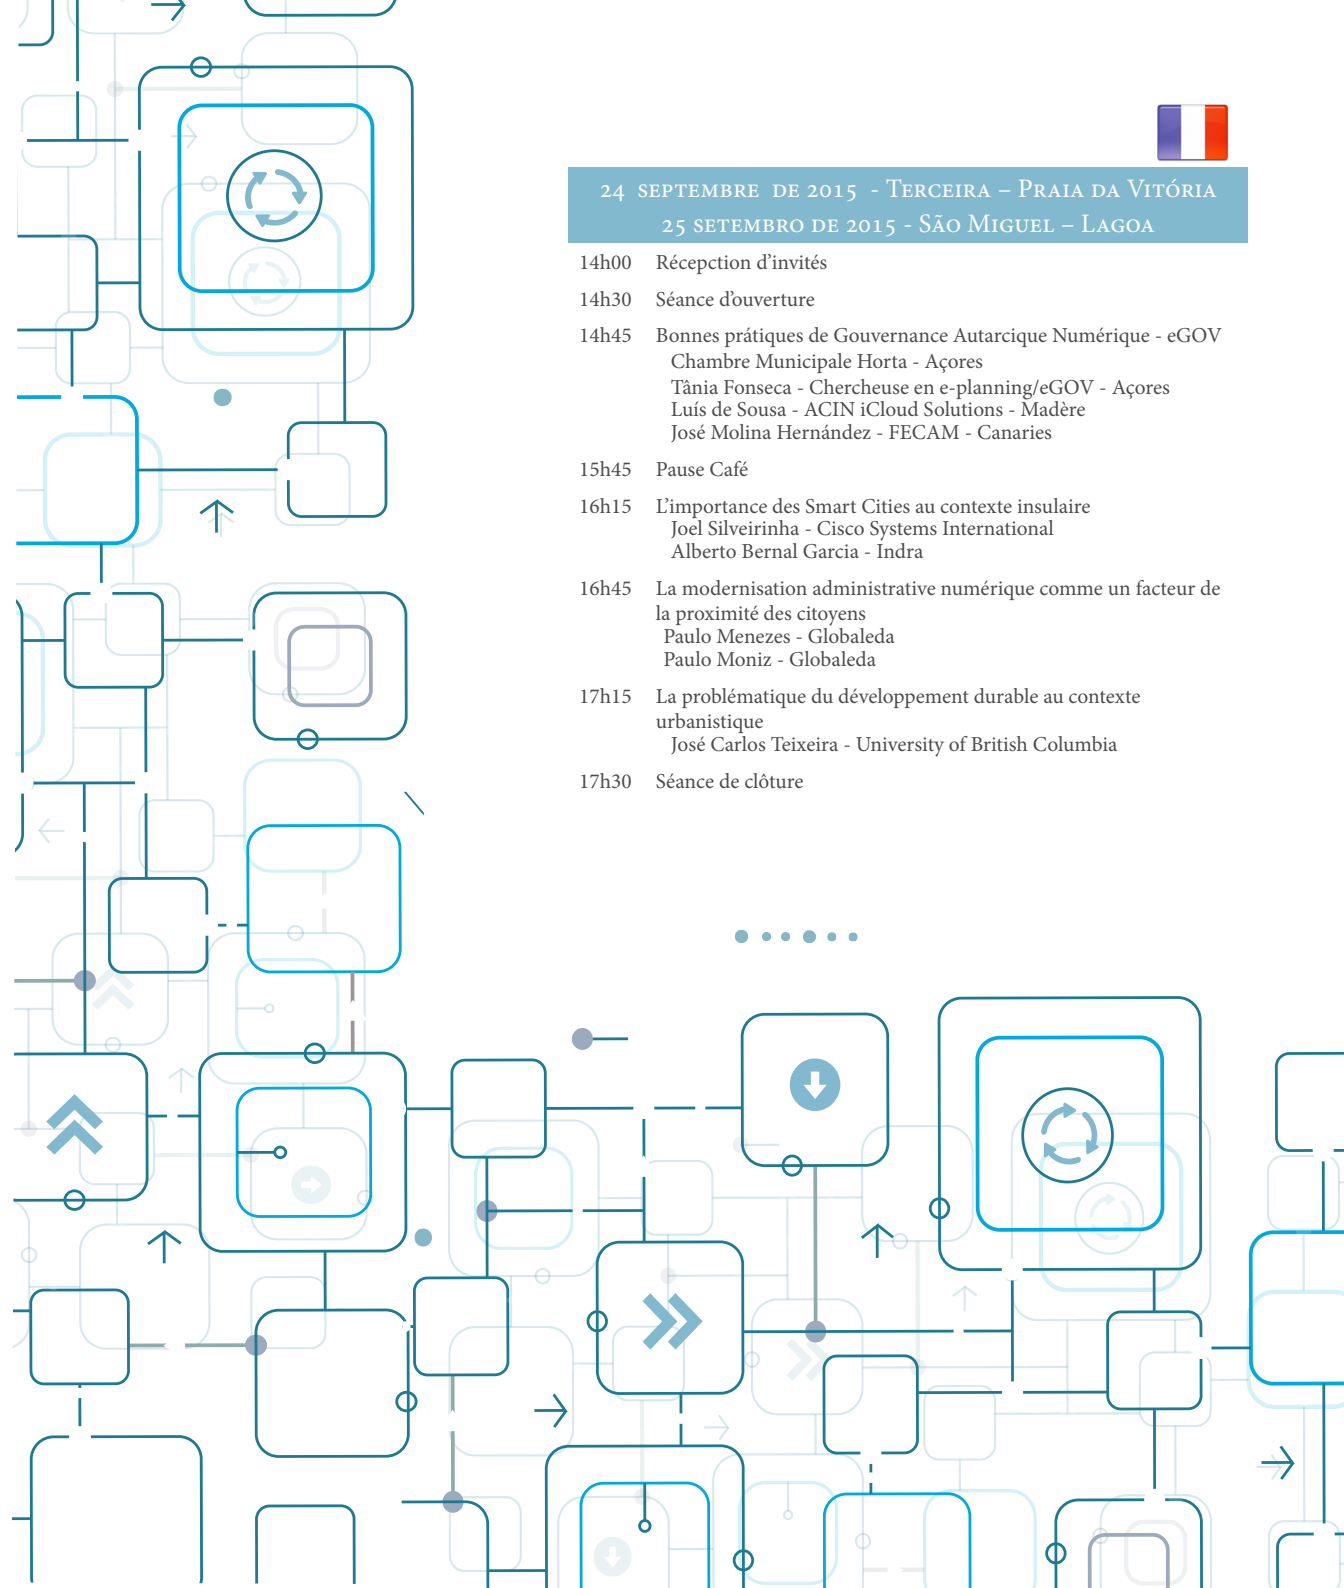 24 septembre de 2015 - Terceira – Praia da Vitória
25 setembro de 2015 - São Miguel – Lagoa
14h00 Récepction d’invités
14h30 Séance d’ouverture
14h45 Bonnes prátiques de Gouvernance Autarcique Numérique - eGOV
Chambre Municipale Horta - Açores
Tânia Fonseca - Chercheuse en e-planning/eGOV - Açores
Luís de Sousa - ACIN iCloud Solutions - Madère
José Molina Hernández - FECAM - Canaries
15h45 Pause Café
16h15 L’importance des Smart Cities au contexte insulaire
Joel Silveirinha - Cisco Systems International
Alberto Bernal Garcia - Indra
16h45 La modernisation administrative numérique comme un facteur de
la proximité des citoyens
Paulo Menezes - Globaleda
Paulo Moniz - Globaleda
17h15 La problématique du développement durable au contexte
urbanistique
José Carlos Teixeira - University of British Columbia
17h30 Séance de clôture